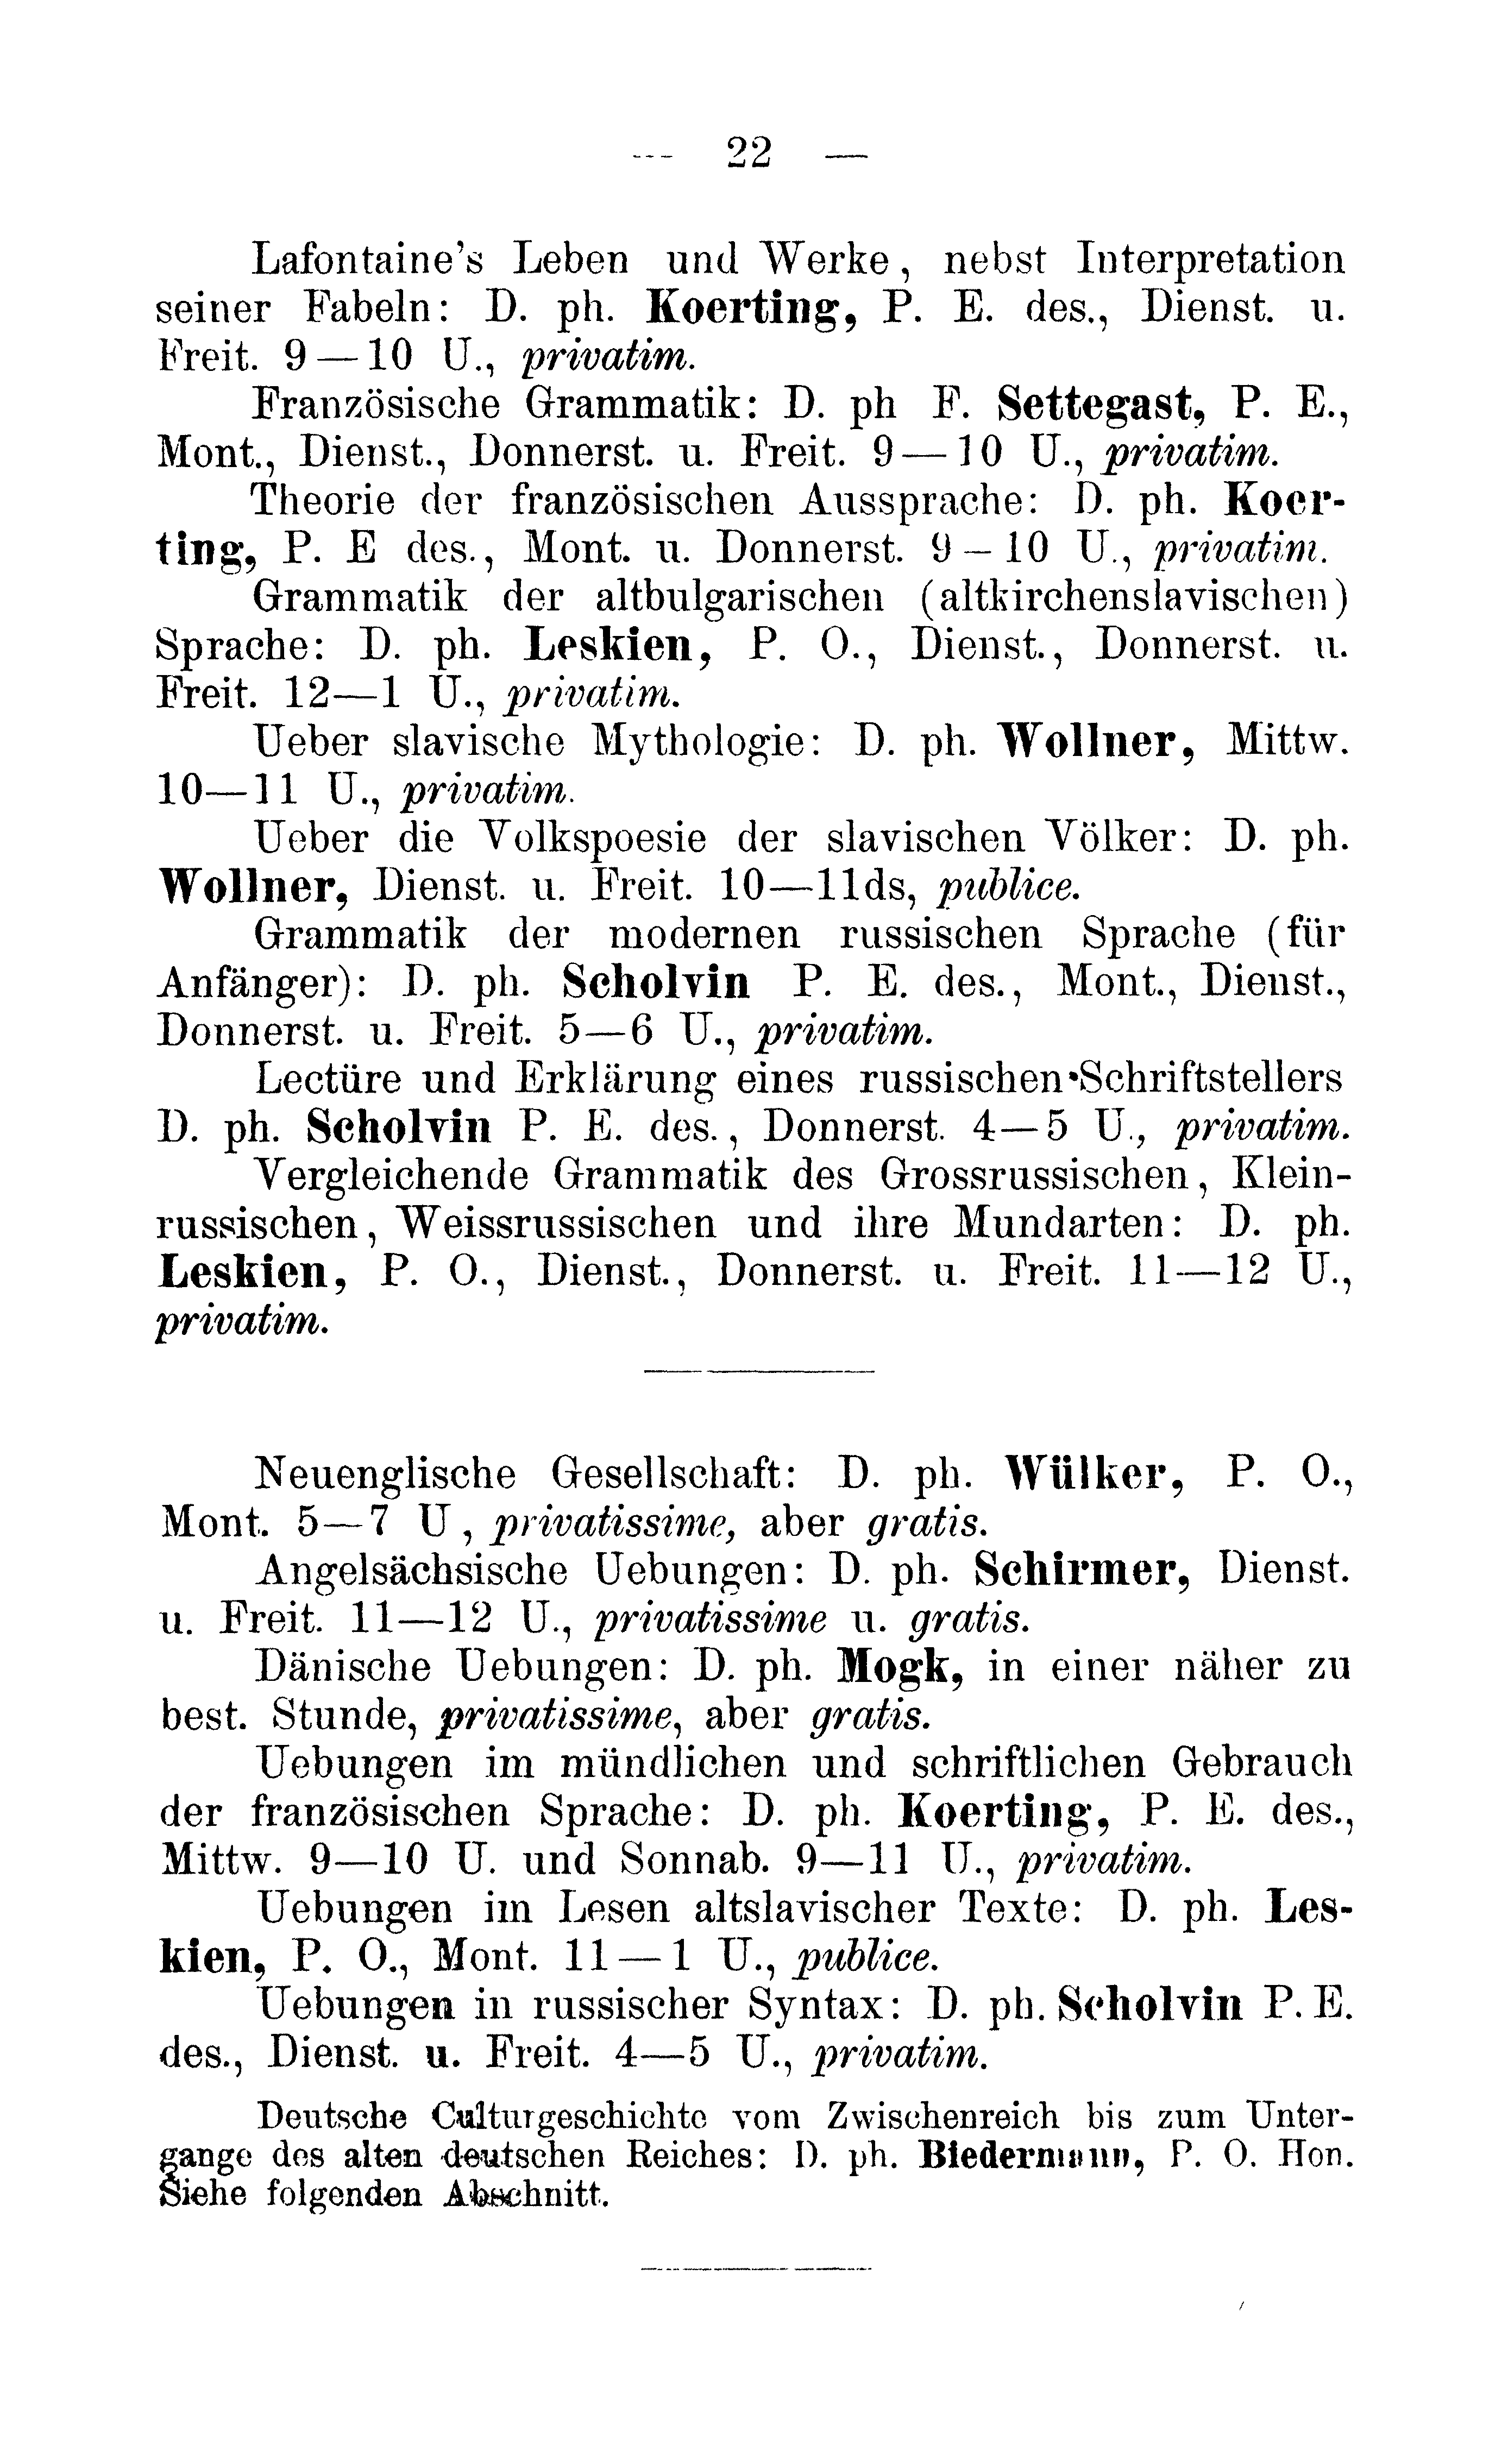 — 22 —
Lafontaine's Leben und Werke, nebst Interpretation
seiner Fabeln: D. ph. Koerting, P. E. des., Dienst. u.
Freit. 9—10 U., privatim.
Französische Grammatik: D. ph F. Settegast, P. E.,
Mont., Dienst., Donnerst. u. Freit. 9—10 U., privatim.
Theorie der französischen Aussprache: D. ph. Koer-
ting, P. E des., Mont. u. Donnerst. 9—10 U., privatim.
Grammatik der altbulgarischen (altkirchenslavischen)
Sprache: D. ph. Leskien, P. O., Dienst., Donnerst. u.
Freit. 12—1 U., privatim.
Ueber slavische Mythologie: D. ph. Wollner, Mittw.
10—11 U., privatim.
Ueber die Volkspoesie der slavischen Völker: D. ph.
Wollner, Dienst. u. Freit. 10—11ds, publice.
Grammatik der modernen russischen Sprache (für
Anfänger): D. ph. Scholvin P. E. des., Mont., Dienst.,
Donnerst. u. Freit. 5—6 U., privatim.
Lectüre und Erklärung eines russischen Schriftstellers
D. ph. Scholvin P. E. des., Donnerst. 4—5 U., privatim.
Vergleichende Grammatik des Grossrussischen, Klein-
russischen, Weissrussischen und ihre Mundarten: D. ph.
Leskien, P. O., Dienst., Donnerst. u. Freit. 11—12 U.,
privatim.
Neuenglische Gesellschaft: D. ph. Wülker, P. O.,
Mont. 5—7 U, privatissime, aber gratis.
Angelsächsische Uebungen: D. ph. Schirmer, Dienst.
u. Freit. 11—12 U., privatissime u. gratis.
Dänische Uebungen: D. ph. Mogk, in einer näher zu
best. Stunde, privatissime, aber gratis.
Uebungen im mündlichen und schriftlichen Gebrauch
der französischen Sprache: D. ph. Koerting, P. E. des.,
Mittw. 9—10 U. und Sonnab. 9—11 U., privatim.
Uebungen im Lesen altslavischer Texte: D. ph. Les-
kien, P. O., Mont. 11—1 U., publice.
Uebungen in russischer Syntax: D. ph. Scholvin P. E.
des., Dienst. u. Freit. 4—5 U., privatim.
Deutsche Culturgeschichte vom Zwischenreich bis zum Unter-
gange des alten deutschen Reiches: D. ph. Biedermann, P. O. Hon.
Siehe folgenden Abschnitt.